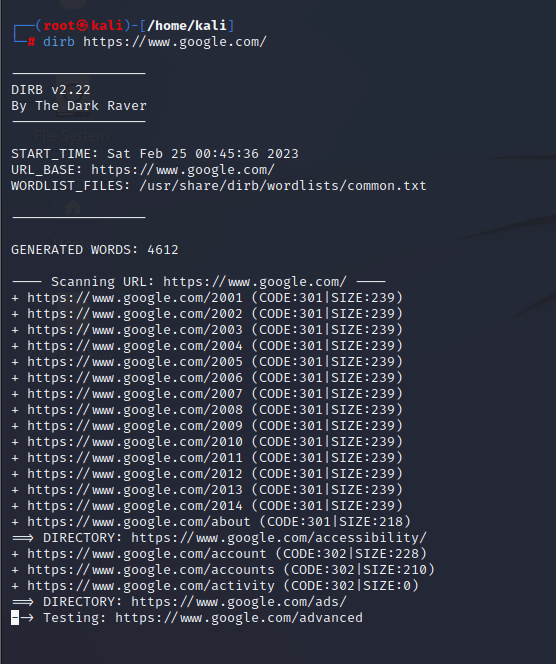 ┌──(root㉿kali)-[/home/kali]
└─# dirb https://www.google.com/
-----------------
DIRB v2.22
By The Dark Raver
-----------------
START_TIME: Sat Feb 25 00:45:36 2023
URL_BASE: https://www.google.com/
WORDLIST_FILES: /usr/share/dirb/wordlists/common.txt
-----------------
GENERATED WORDS: 4612
---- Scanning URL: https://www.google.com/ ----
+ https://www.google.com/2001 (CODE:301|SIZE:239)
+ https://www.google.com/2002 (CODE:301|SIZE:239)
+ https://www.google.com/2003 (CODE:301|SIZE:239)
+ https://www.google.com/2004 (CODE:301|SIZE:239)
+ https://www.google.com/2005 (CODE:301|SIZE:239)
+ https://www.google.com/2006 (CODE:301|SIZE:239)
+ https://www.google.com/2007 (CODE:301|SIZE:239)
+ https://www.google.com/2008 (CODE:301|SIZE:239)
+ https://www.google.com/2009 (CODE:301|SIZE:239)
+ https://www.google.com/2010 (CODE:301|SIZE:239)
+ https://www.google.com/2011 (CODE:301|SIZE:239)
+ https://www.google.com/2012 (CODE:301|SIZE:239)
+ https://www.google.com/2013 (CODE:301|SIZE:239)
+ https://www.google.com/2014 (CODE:301|SIZE:239)
+ https://www.google.com/about (CODE:301|SIZE:218)
==> DIRECTORY: https://www.google.com/accessibility/
+ https://www.google.com/account (CODE:302|SIZE:228)
+ https://www.google.com/accounts (CODE:302|SIZE:210)
+ https://www.google.com/activity (CODE:302|SIZE:0)
==> DIRECTORY: https://www.google.com/ads/
--> Testing: https://www.google.com/advanced